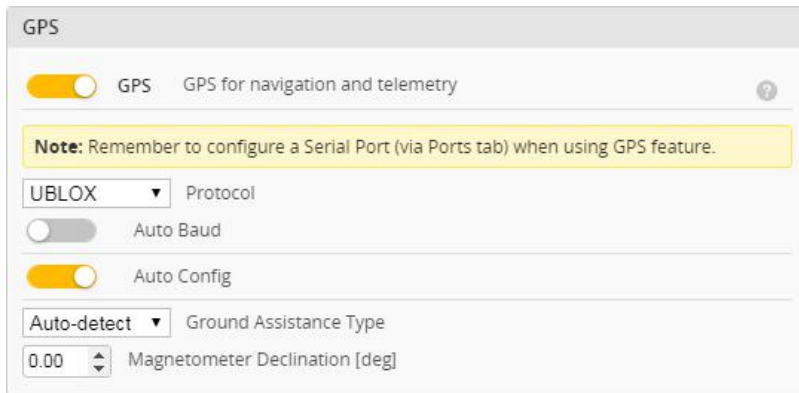 GPS
GPS GPS for navigation and telemetry ?
Note: Remember to configure a Serial Port (via Ports tab) when using GPS feature.
UBLOX Protocol
Auto Baud
Auto Config
Auto-detect Ground Assistance Type
0.00 Magnetometer Declination [deg]